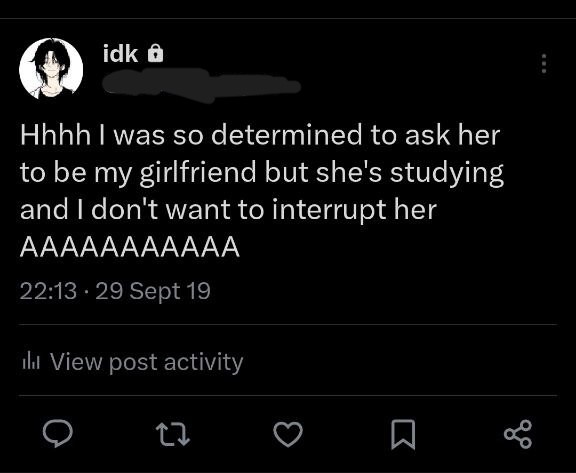 idk
Hhhh I was so determined to ask her
to be my girlfriend but she's studying
and I don't want to interrupt her
AAAAAAAAAAA
22:13 · 29 Sept 19
View post activity